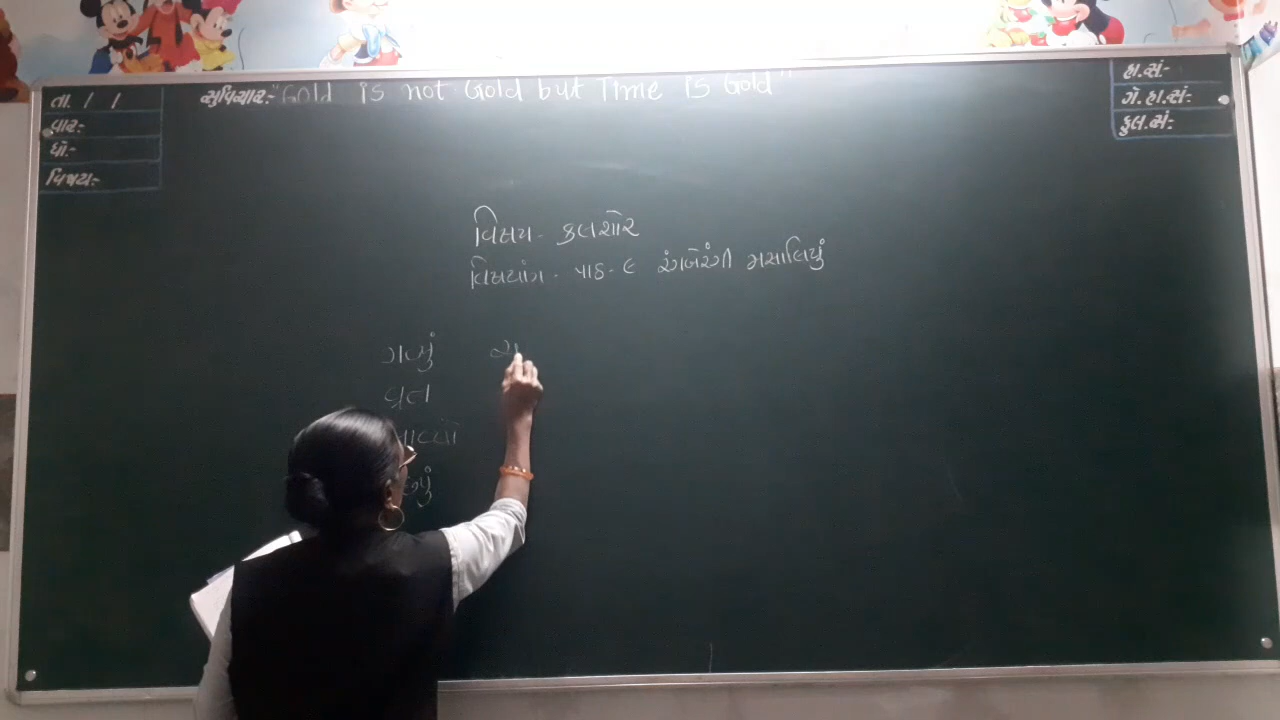 તા. / /
વાર:-
ધો.-
વિષય:-
સુવિચાર:- "Gold is not Gold but Time is Gold"
હા.સં:-
ગે.હા.સં:-
કુલ.સં:-
વિષય - કલશોર
વિષયાંગ - પાઠ - ૯ રંગબેરંગી મસાલિયું
ગમ્યું
વ્રત